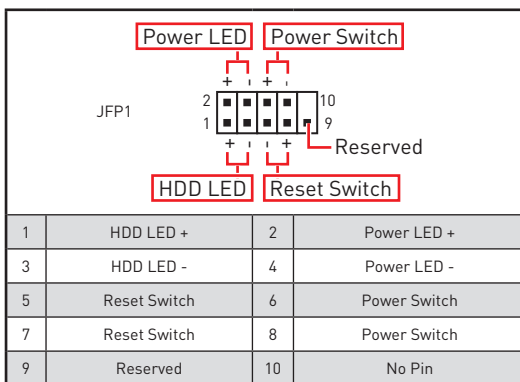 Power LED Power Switch
+ - + -
2 10
JFP1
1 9
+ - - +
Reserved
HDD LED Reset Switch
1 HDD LED + 2 Power LED +
3 HDD LED - 4 Power LED -
5 Reset Switch 6 Power Switch
7 Reset Switch 8 Power Switch
9 Reserved 10 No Pin